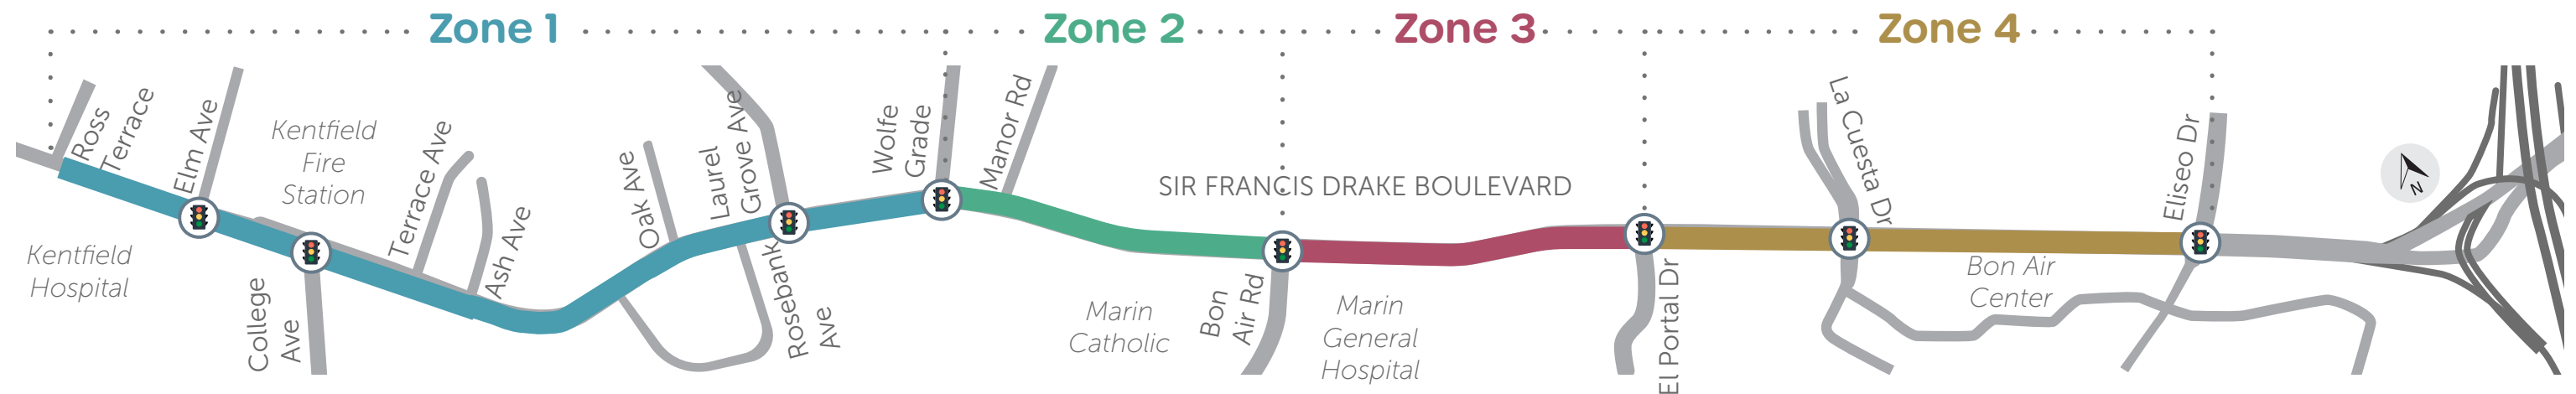 Zone 1
Zone 2
Zone 3
Zone 4
Ross
Terrace
Elm Ave
Kentfield
Fire
Station
Terrace Ave
Ash Ave
Oak Ave
Laurel
Grove Ave
Wolfe
Grade
Manor Rd
SIR FRANCIS DRAKE BOULEVARD
La Cuesta Dr
Eliseo Dr
N
Kentfield
Hospital
College
Ave
Rosebank
Ave
Marin
Catholic
Bon
Air Rd
Marin
General
Hospital
El Portal Dr
Bon Air
Center